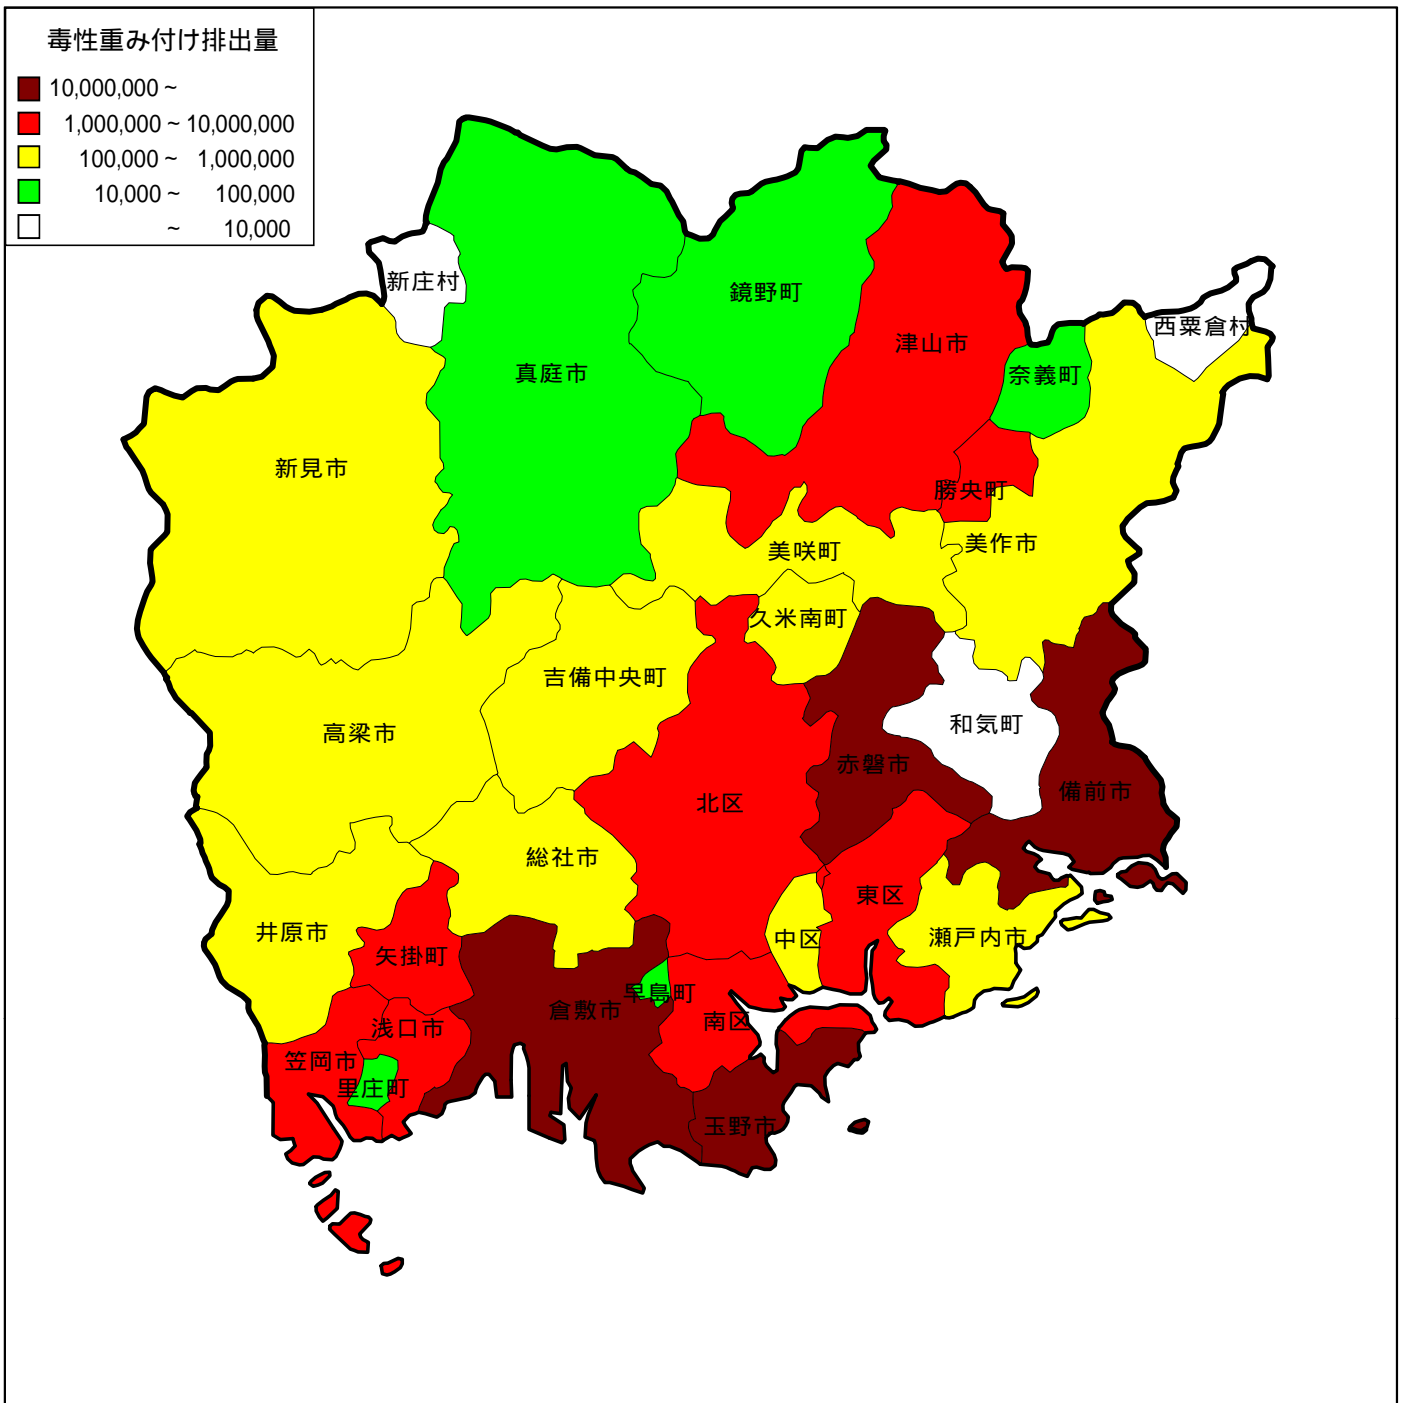 毒性重み付け排出量
10,000,000 ~
1,000,000 ~ 10,000,000
100,000 ~ 1,000,000
10,000 ~ 100,000
~ 10,000
新庄村
鏡野町
西粟倉村
津山市
真庭市
奈義町
新見市
勝央町
美作市
美咲町
久米南町
吉備中央町
和気町
高梁市
赤磐市
備前市
北区
総社市
東区
井原市
中区
瀬戸内市
矢掛町
早島町
倉敷市
南区
浅口市
笠岡市
里庄町
玉野市